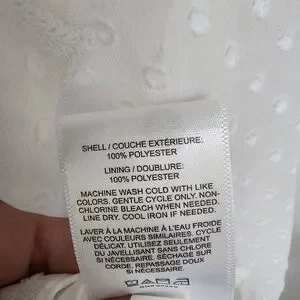 SHELL / COUCHE EXTÉRIEURE:
100% POLYESTER
LINING / DOUBLURE:
100% POLYESTER
MACHINE WASH COLD WITH LIKE
COLORS. GENTLE CYCLE ONLY. NON-
CHLORINE BLEACH WHEN NEEDED.
LINE DRY. COOL IRON IF NEEDED.
LAVER À LA MACHINE À L'EAU FROIDE
AVEC COULEURS SIMILAIRES. CYCLE
DÉLICAT. UTILISEZ SEULEMENT
DU JAVELLISANT SANS CHLORE
SI NÉCESSAIRE. SÉCHAGE SUR
CORDE. REPASSAGE DOUX
SI NÉCESSAIRE.